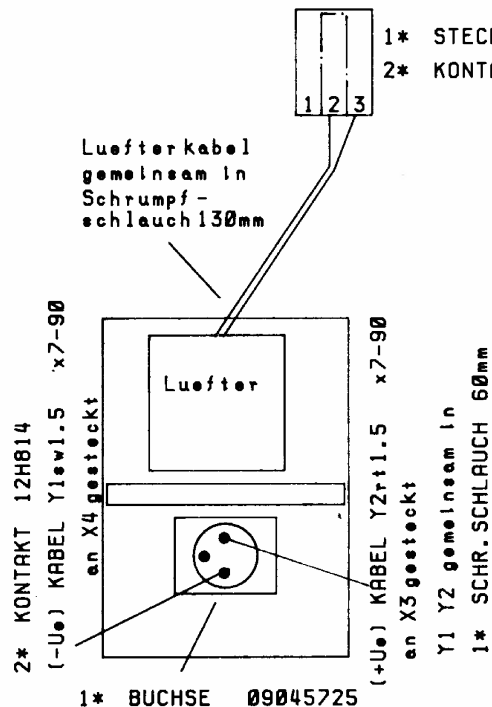 1* STEC
2* KONTA
1 2 3
Luefterkabel
gemeinsam in
Schrumpf-
schlauch 130mm
Luefter
2* KONTAKT 12H814
(-Ue) KABEL Y1sw1.5 x7-90
an X4 gesteckt
(+Ue) KABEL Y2rt1.5 x7-90
an X3 gesteckt
Y1 Y2 gemeinsam in
1* SCHR.SCHLAUCH 60mm
1* BUCHSE 09045725